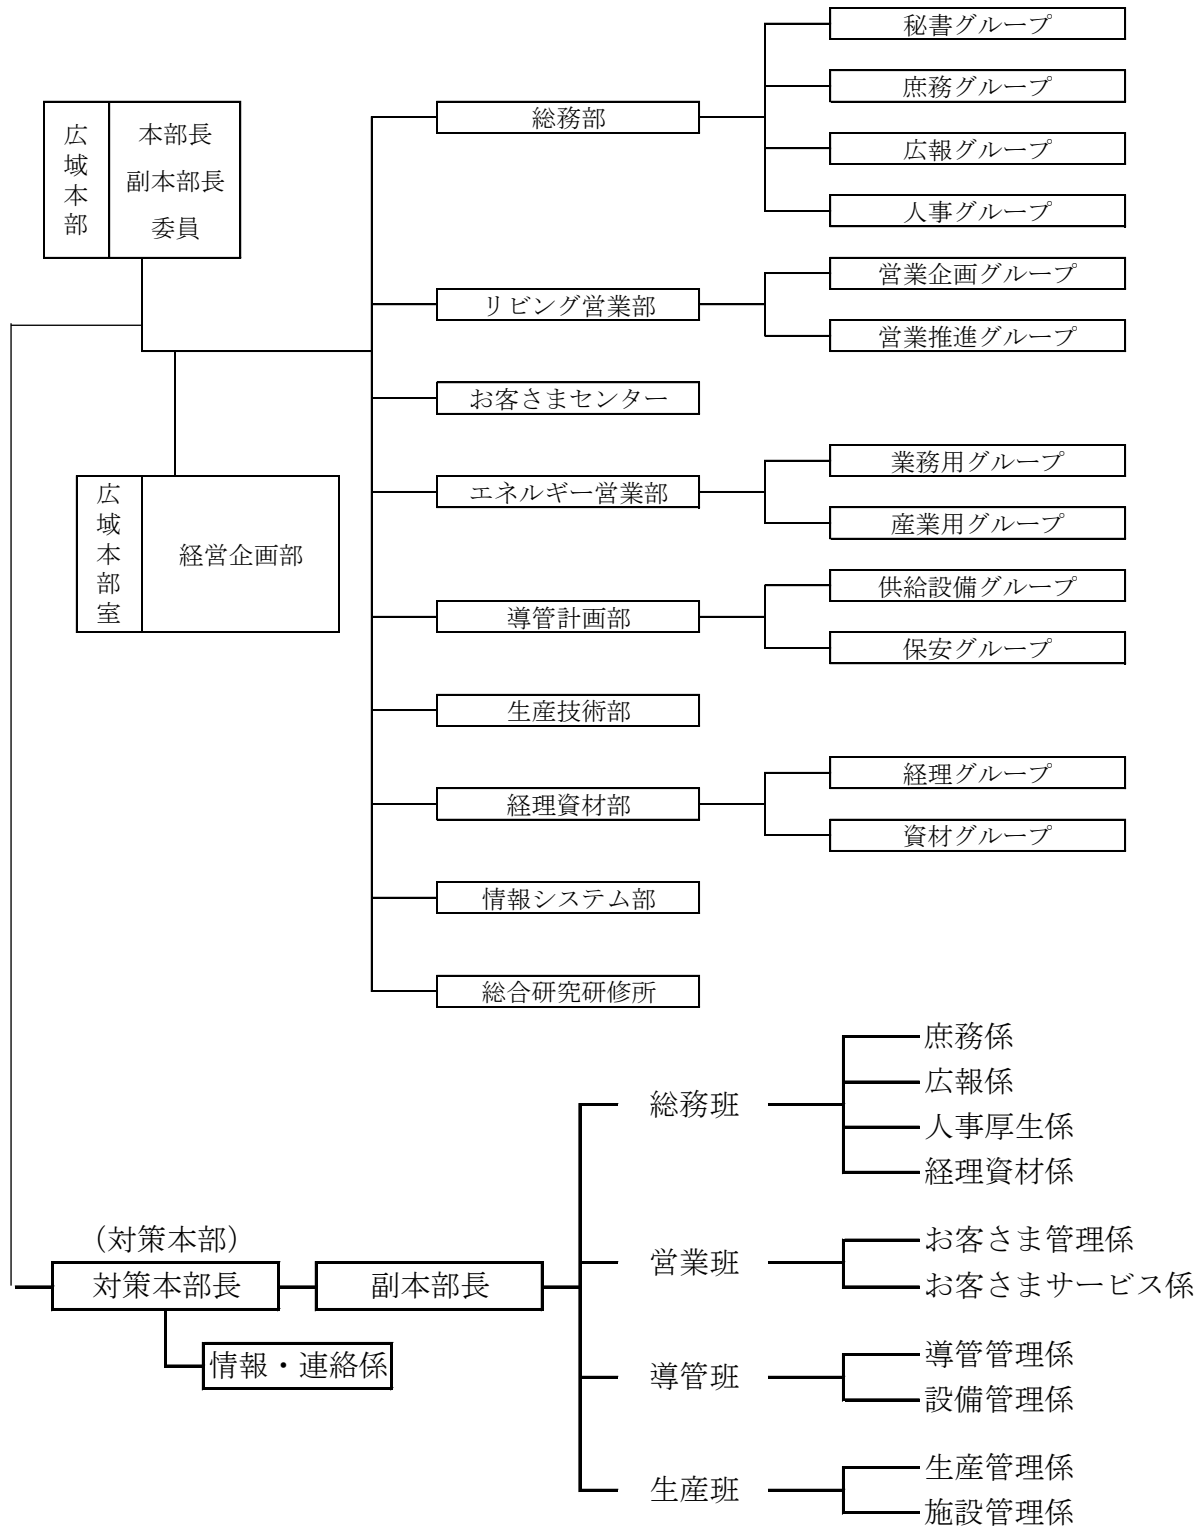 広域本部
本部長
副本部長
委員
広域本部室
経営企画部
総務部
秘書グループ
庶務グループ
広報グループ
人事グループ
リビング営業部
営業企画グループ
営業推進グループ
お客さまセンター
エネルギー営業部
業務用グループ
産業用グループ
導管計画部
供給設備グループ
保安グループ
生産技術部
経理資材部
経理グループ
資材グループ
情報システム部
総合研究研修所
（対策本部）
対策本部長
副本部長
情報・連絡係
総務班
庶務係
広報係
人事厚生係
経理資材係
営業班
お客さま管理係
お客さまサービス係
導管班
導管管理係
設備管理係
生産班
生産管理係
施設管理係